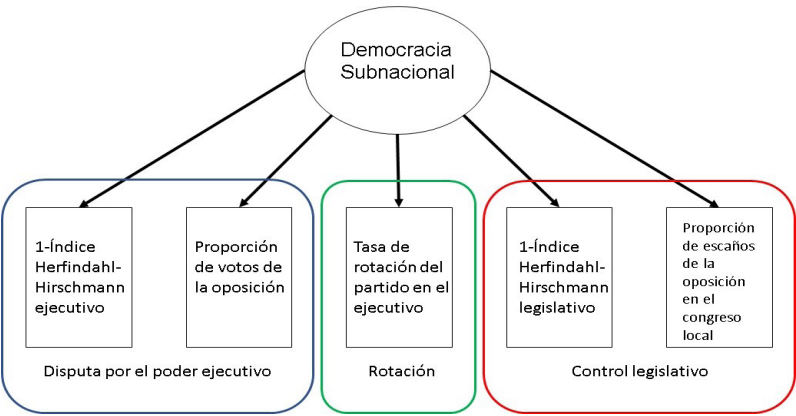 Democracia
Subnacional
1-Índice
Herfindahl-
Hirschmann
ejecutivo
Proporción
de votos de
la oposición
Tasa de
rotación del
partido en el
ejecutivo
1-Índice
Herfindahl-
Hirschmann
legislativo
Proporción
de escaños
de la
oposición
en el
congreso
local
Disputa por el poder ejecutivo
Rotación
Control legislativo